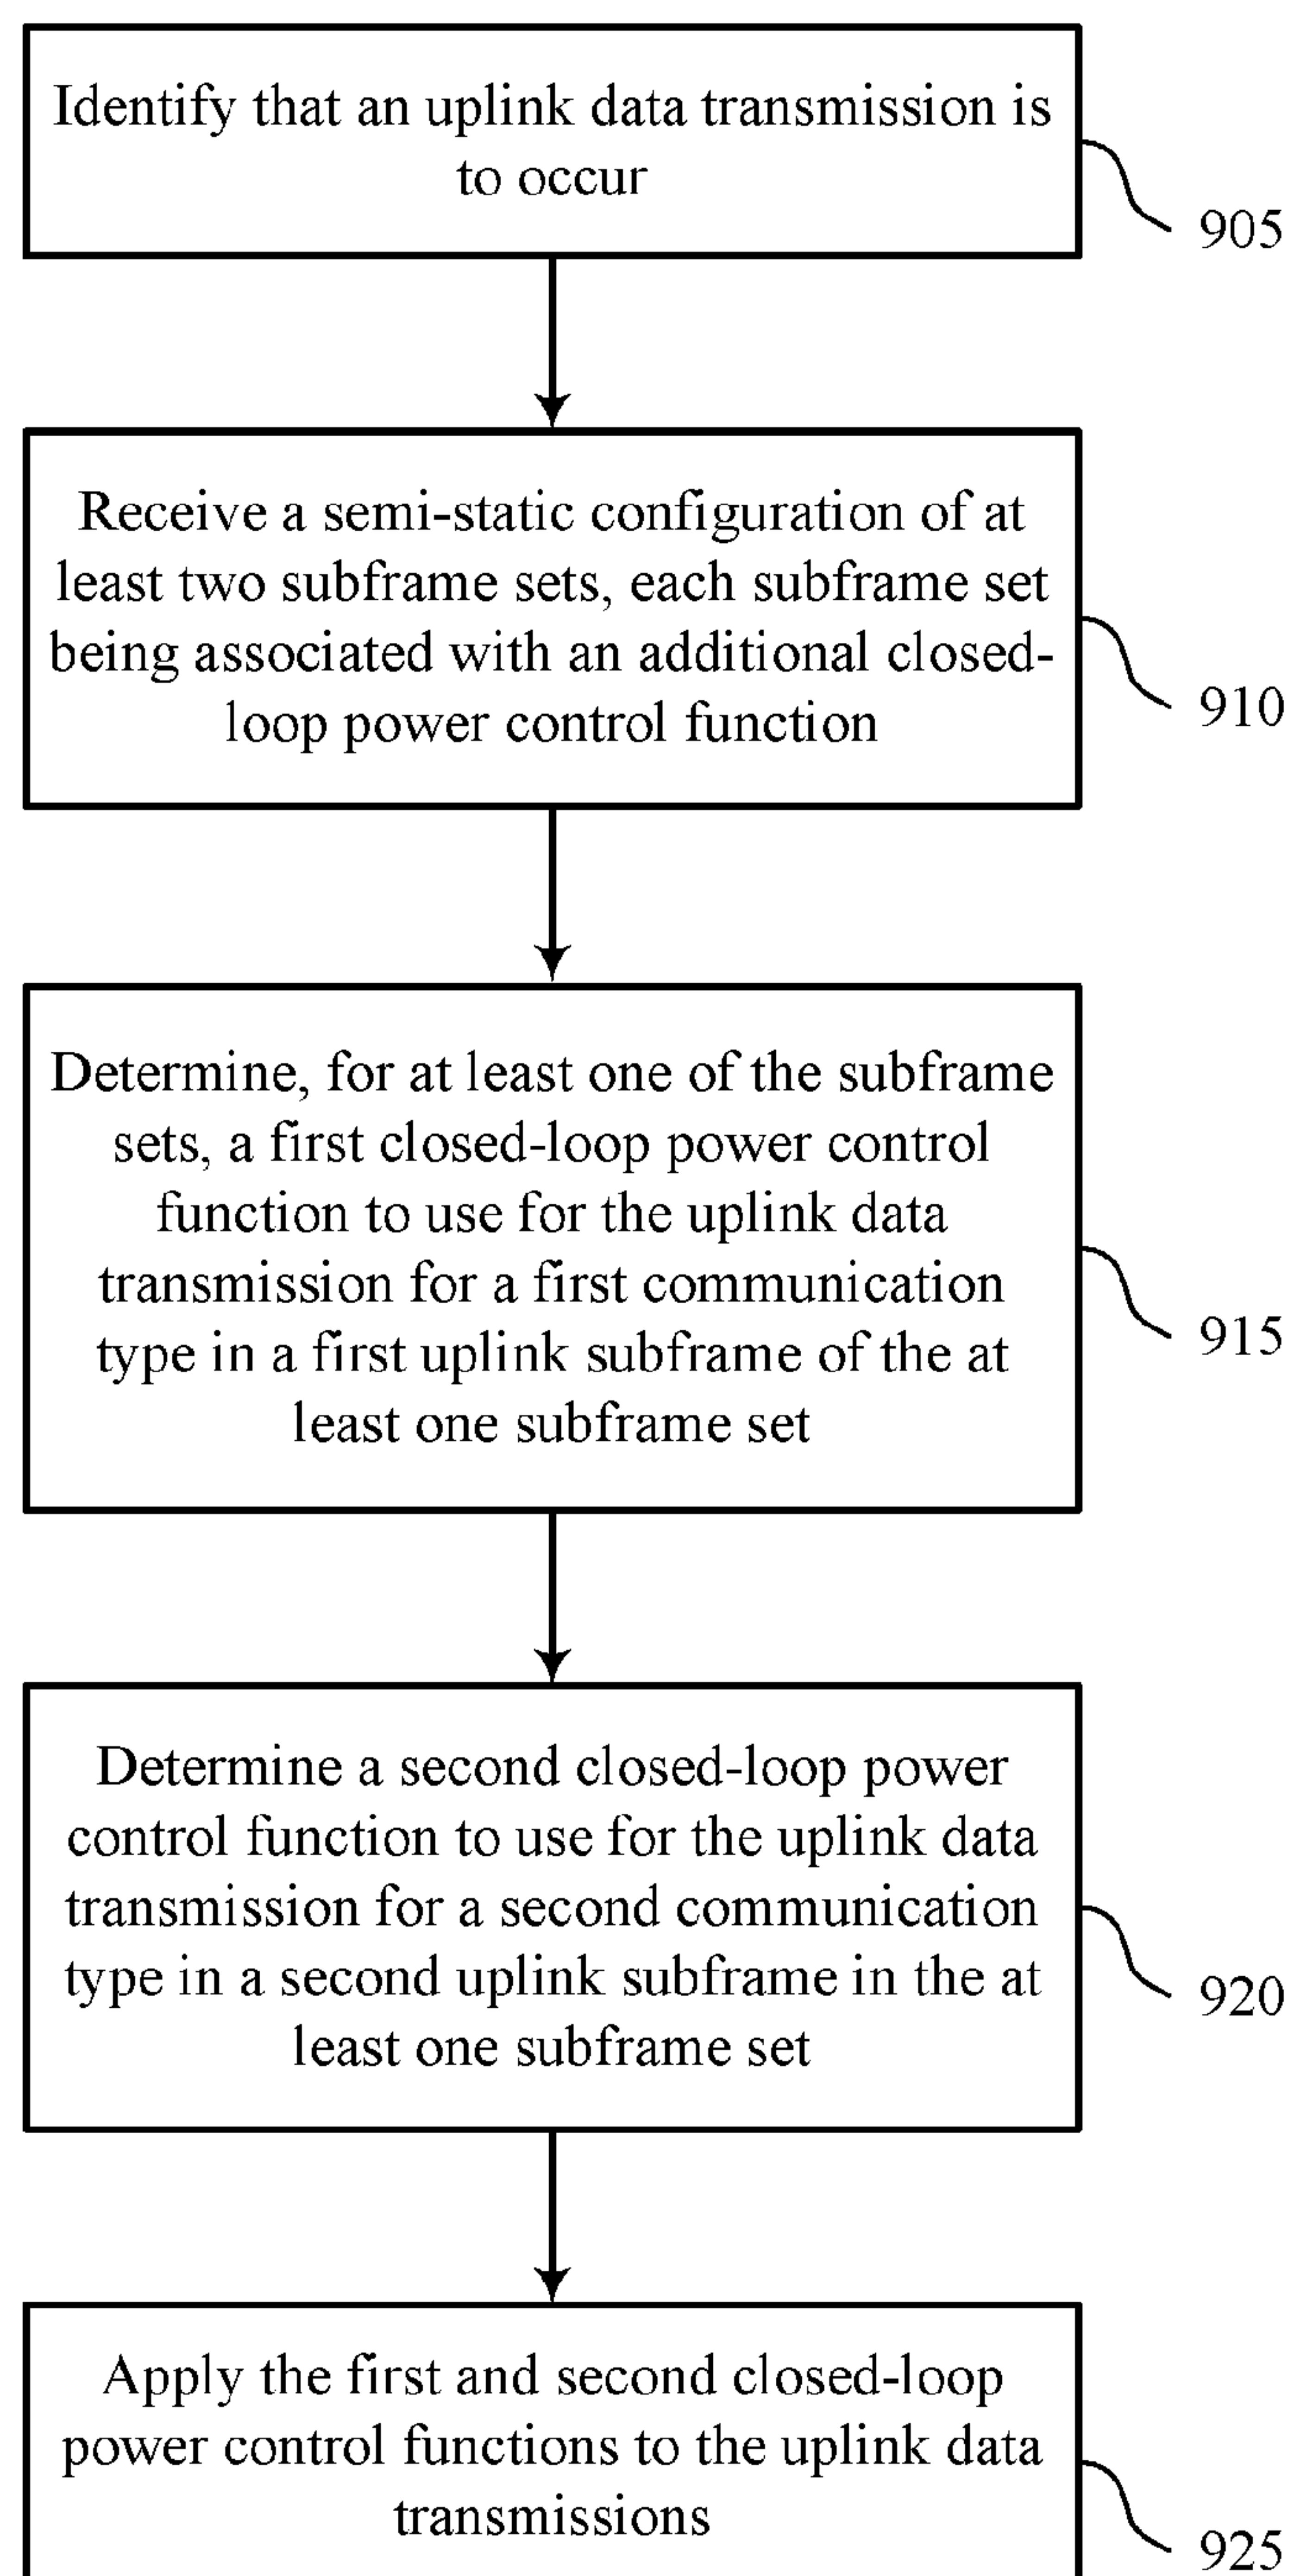 Identify that an uplink data transmission is
to occur
905
Receive a semi-static configuration of at
least two subframe sets, each subframe set
being associated with an additional closed-
loop power control function
910
Determine, for at least one of the subframe
sets, a first closed-loop power control
function to use for the uplink data
transmission for a first communication
type in a first uplink subframe of the at
least one subframe set
915
Determine a second closed-loop power
control function to use for the uplink data
transmission for a second communication
type in a second uplink subframe in the at
least one subframe set
920
Apply the first and second closed-loop
power control functions to the uplink data
transmissions
925